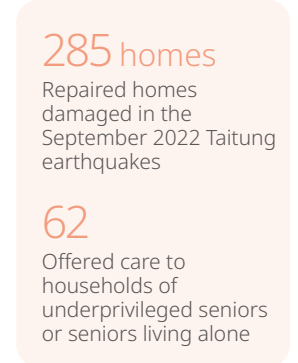 285 homes
Repaired homes
damaged in the
September 2022 Taitung
earthquakes
62
Offered care to
households of
underprivileged seniors
or seniors living alone